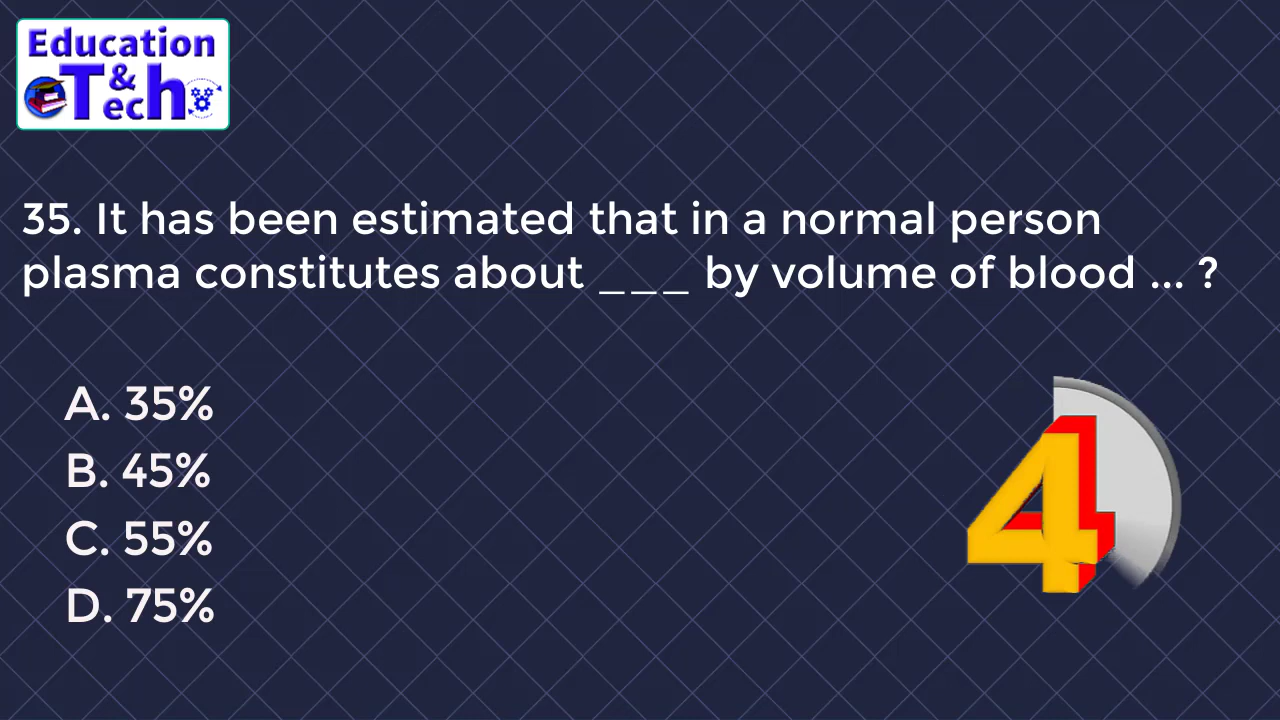 Education
& Tech
35. It has been estimated that in a normal person
plasma constitutes about _ _ _ by volume of blood ... ?
A. 35%
B. 45%
C. 55%
D. 75%
4